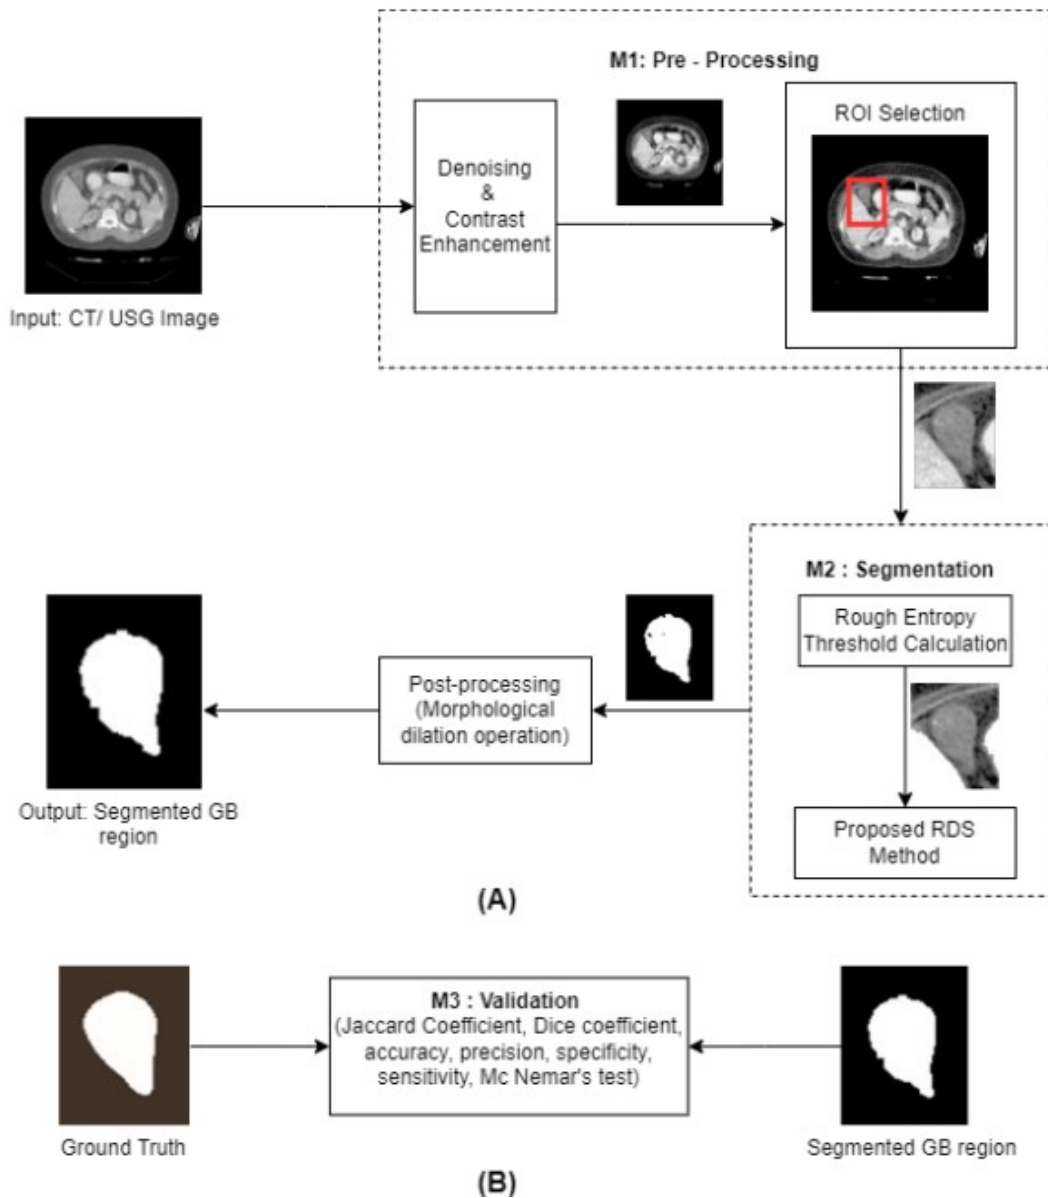 M1: Pre - Processing
ROI Selection
Denoising
&
Contrast
Enhancement
Input: CT/ USG Image
M2 : Segmentation
Rough Entropy
Threshold Calculation
Proposed RDS
Method
Post-processing
(Morphological
dilation operation)
Output: Segmented GB
region
(A)
M3 : Validation
(Jaccard Coefficient, Dice coefficient,
accuracy, precision, specificity,
sensitivity, Mc Nemar's test)
Ground Truth
Segmented GB region
(B)